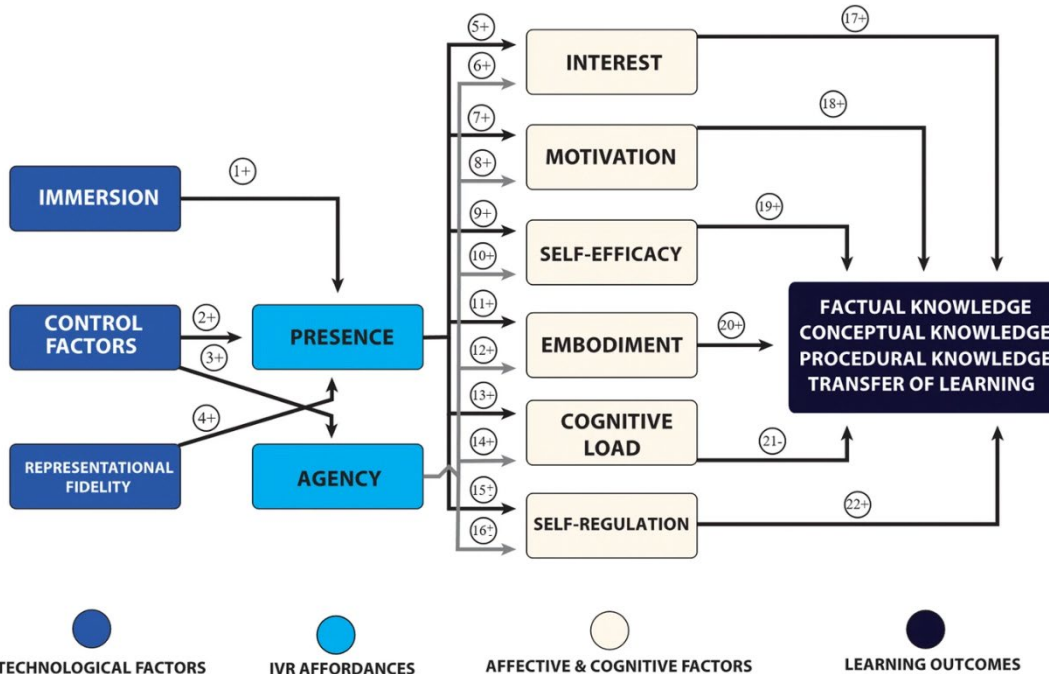 5+
17+
INTEREST
6+
7+
18+
MOTIVATION
8+
1+
IMMERSION
9+
19+
SELF-EFFICACY
10+
CONTROL
FACTORS
2+
3+
PRESENCE
11+
EMBODIMENT
20+
12+
FACTUAL KNOWLEDGE
CONCEPTUAL KNOWLEDGE
PROCEDURAL KNOWLEDGE
TRANSFER OF LEARNING
4+
REPRESENTATIONAL
FIDELITY
AGENCY
13+
COGNITIVE
LOAD
14+
21-
15±
SELF-REGULATION
22+
16±
TECHNOLOGICAL FACTORS
IVR AFFORDANCES
AFFECTIVE & COGNITIVE FACTORS
LEARNING OUTCOMES